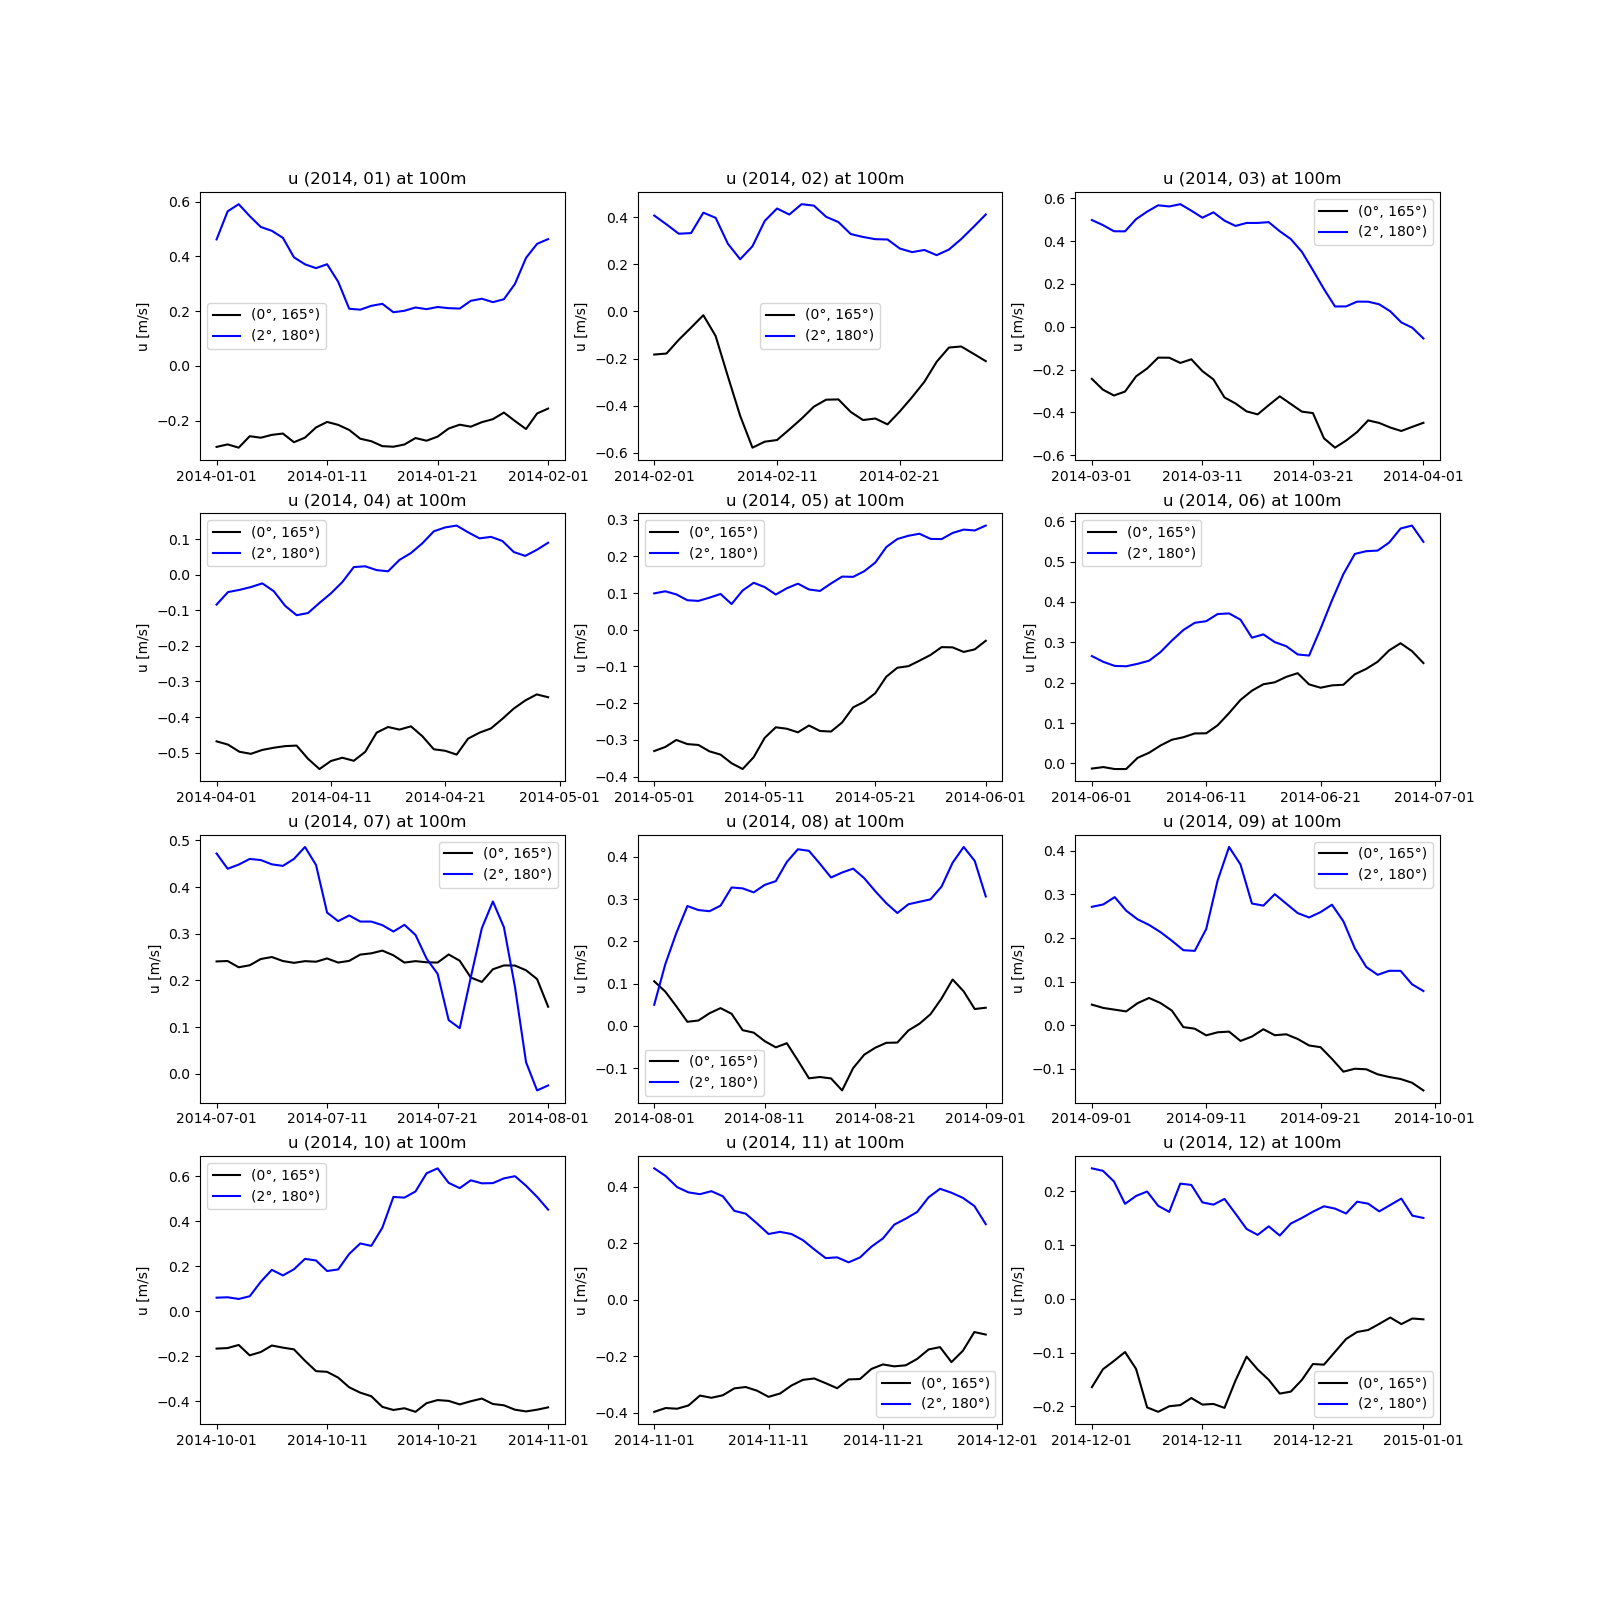 u (2014, 01) at 100m
u [m/s]
0.6
0.4
0.2
0.0
−0.2
(0°, 165°)
(2°, 180°)
2014-01-01 2014-01-11 2014-01-21 2014-02-01
u (2014, 02) at 100m
u [m/s]
0.4
0.2
0.0
−0.2
−0.4
−0.6
(0°, 165°)
(2°, 180°)
2014-02-01 2014-02-11 2014-02-21
u (2014, 03) at 100m
u [m/s]
0.6
0.4
0.2
0.0
−0.2
−0.4
−0.6
(0°, 165°)
(2°, 180°)
2014-03-01 2014-03-11 2014-03-21 2014-04-01
u (2014, 04) at 100m
u [m/s]
0.1
0.0
−0.1
−0.2
−0.3
−0.4
−0.5
(0°, 165°)
(2°, 180°)
2014-04-01 2014-04-11 2014-04-21 2014-05-01
u (2014, 05) at 100m
u [m/s]
0.3
0.2
0.1
0.0
−0.1
−0.2
−0.3
−0.4
(0°, 165°)
(2°, 180°)
2014-05-01 2014-05-11 2014-05-21 2014-06-01
u (2014, 06) at 100m
u [m/s]
0.6
0.5
0.4
0.3
0.2
0.1
0.0
(0°, 165°)
(2°, 180°)
2014-06-01 2014-06-11 2014-06-21 2014-07-01
u (2014, 07) at 100m
u [m/s]
0.5
0.4
0.3
0.2
0.1
0.0
(0°, 165°)
(2°, 180°)
2014-07-01 2014-07-11 2014-07-21 2014-08-01
u (2014, 08) at 100m
u [m/s]
0.4
0.3
0.2
0.1
0.0
−0.1
(0°, 165°)
(2°, 180°)
2014-08-01 2014-08-11 2014-08-21 2014-09-01
u (2014, 09) at 100m
u [m/s]
0.4
0.3
0.2
0.1
0.0
−0.1
(0°, 165°)
(2°, 180°)
2014-09-01 2014-09-11 2014-09-21 2014-10-01
u (2014, 10) at 100m
u [m/s]
0.6
0.4
0.2
0.0
−0.2
−0.4
(0°, 165°)
(2°, 180°)
2014-10-01 2014-10-11 2014-10-21 2014-11-01
u (2014, 11) at 100m
u [m/s]
0.4
0.2
0.0
−0.2
−0.4
(0°, 165°)
(2°, 180°)
2014-11-01 2014-11-11 2014-11-21 2014-12-01
u (2014, 12) at 100m
u [m/s]
0.2
0.1
0.0
−0.1
−0.2
(0°, 165°)
(2°, 180°)
2014-12-01 2014-12-11 2014-12-21 2015-01-01